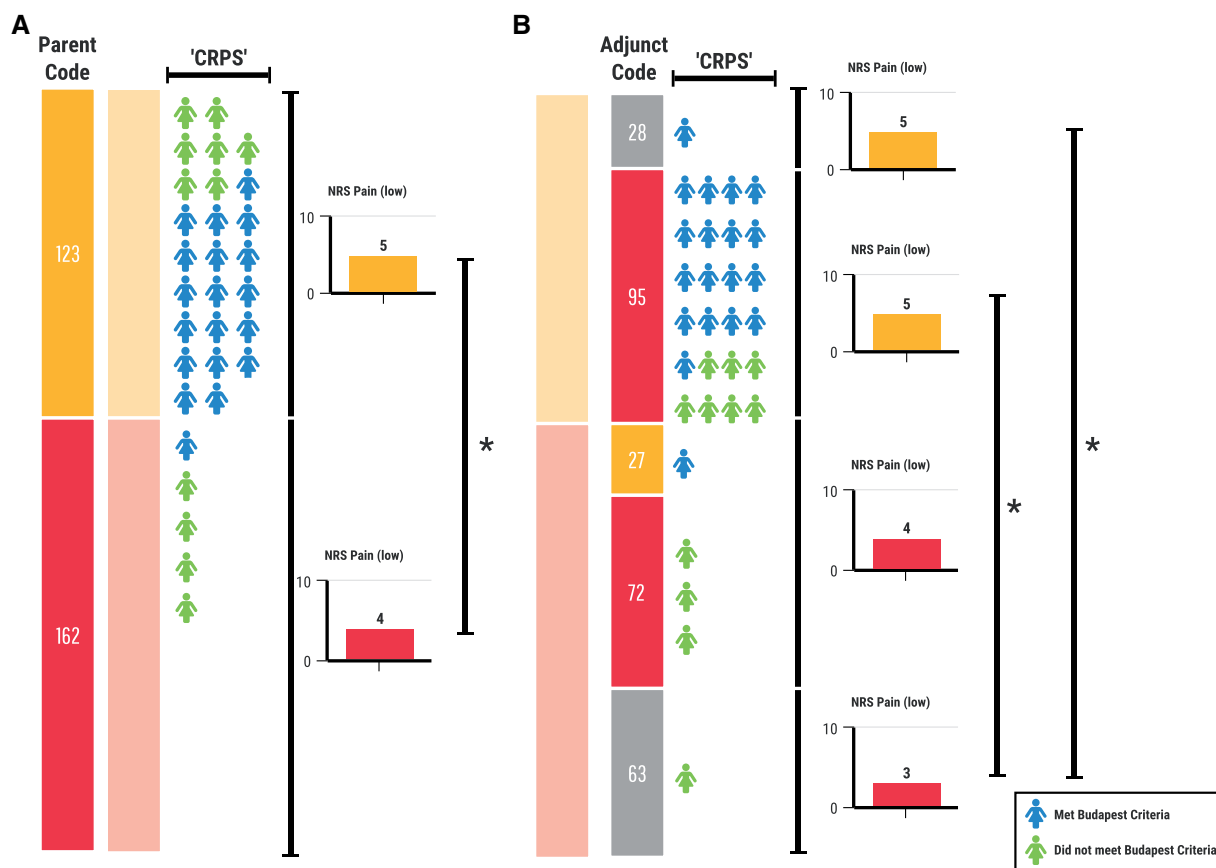 A
Parent
Code
'CRPS'
123
162
NRS Pain (low)
10
5
0
NRS Pain (low)
10
4
0
*
B
Adjunct
Code
'CRPS'
28
95
27
72
63
NRS Pain (low)
10
5
0
NRS Pain (low)
10
5
0
NRS Pain (low)
10
4
0
NRS Pain (low)
10
3
0
*
*
Met Budapest Criteria
Did not meet Budapest Criteria